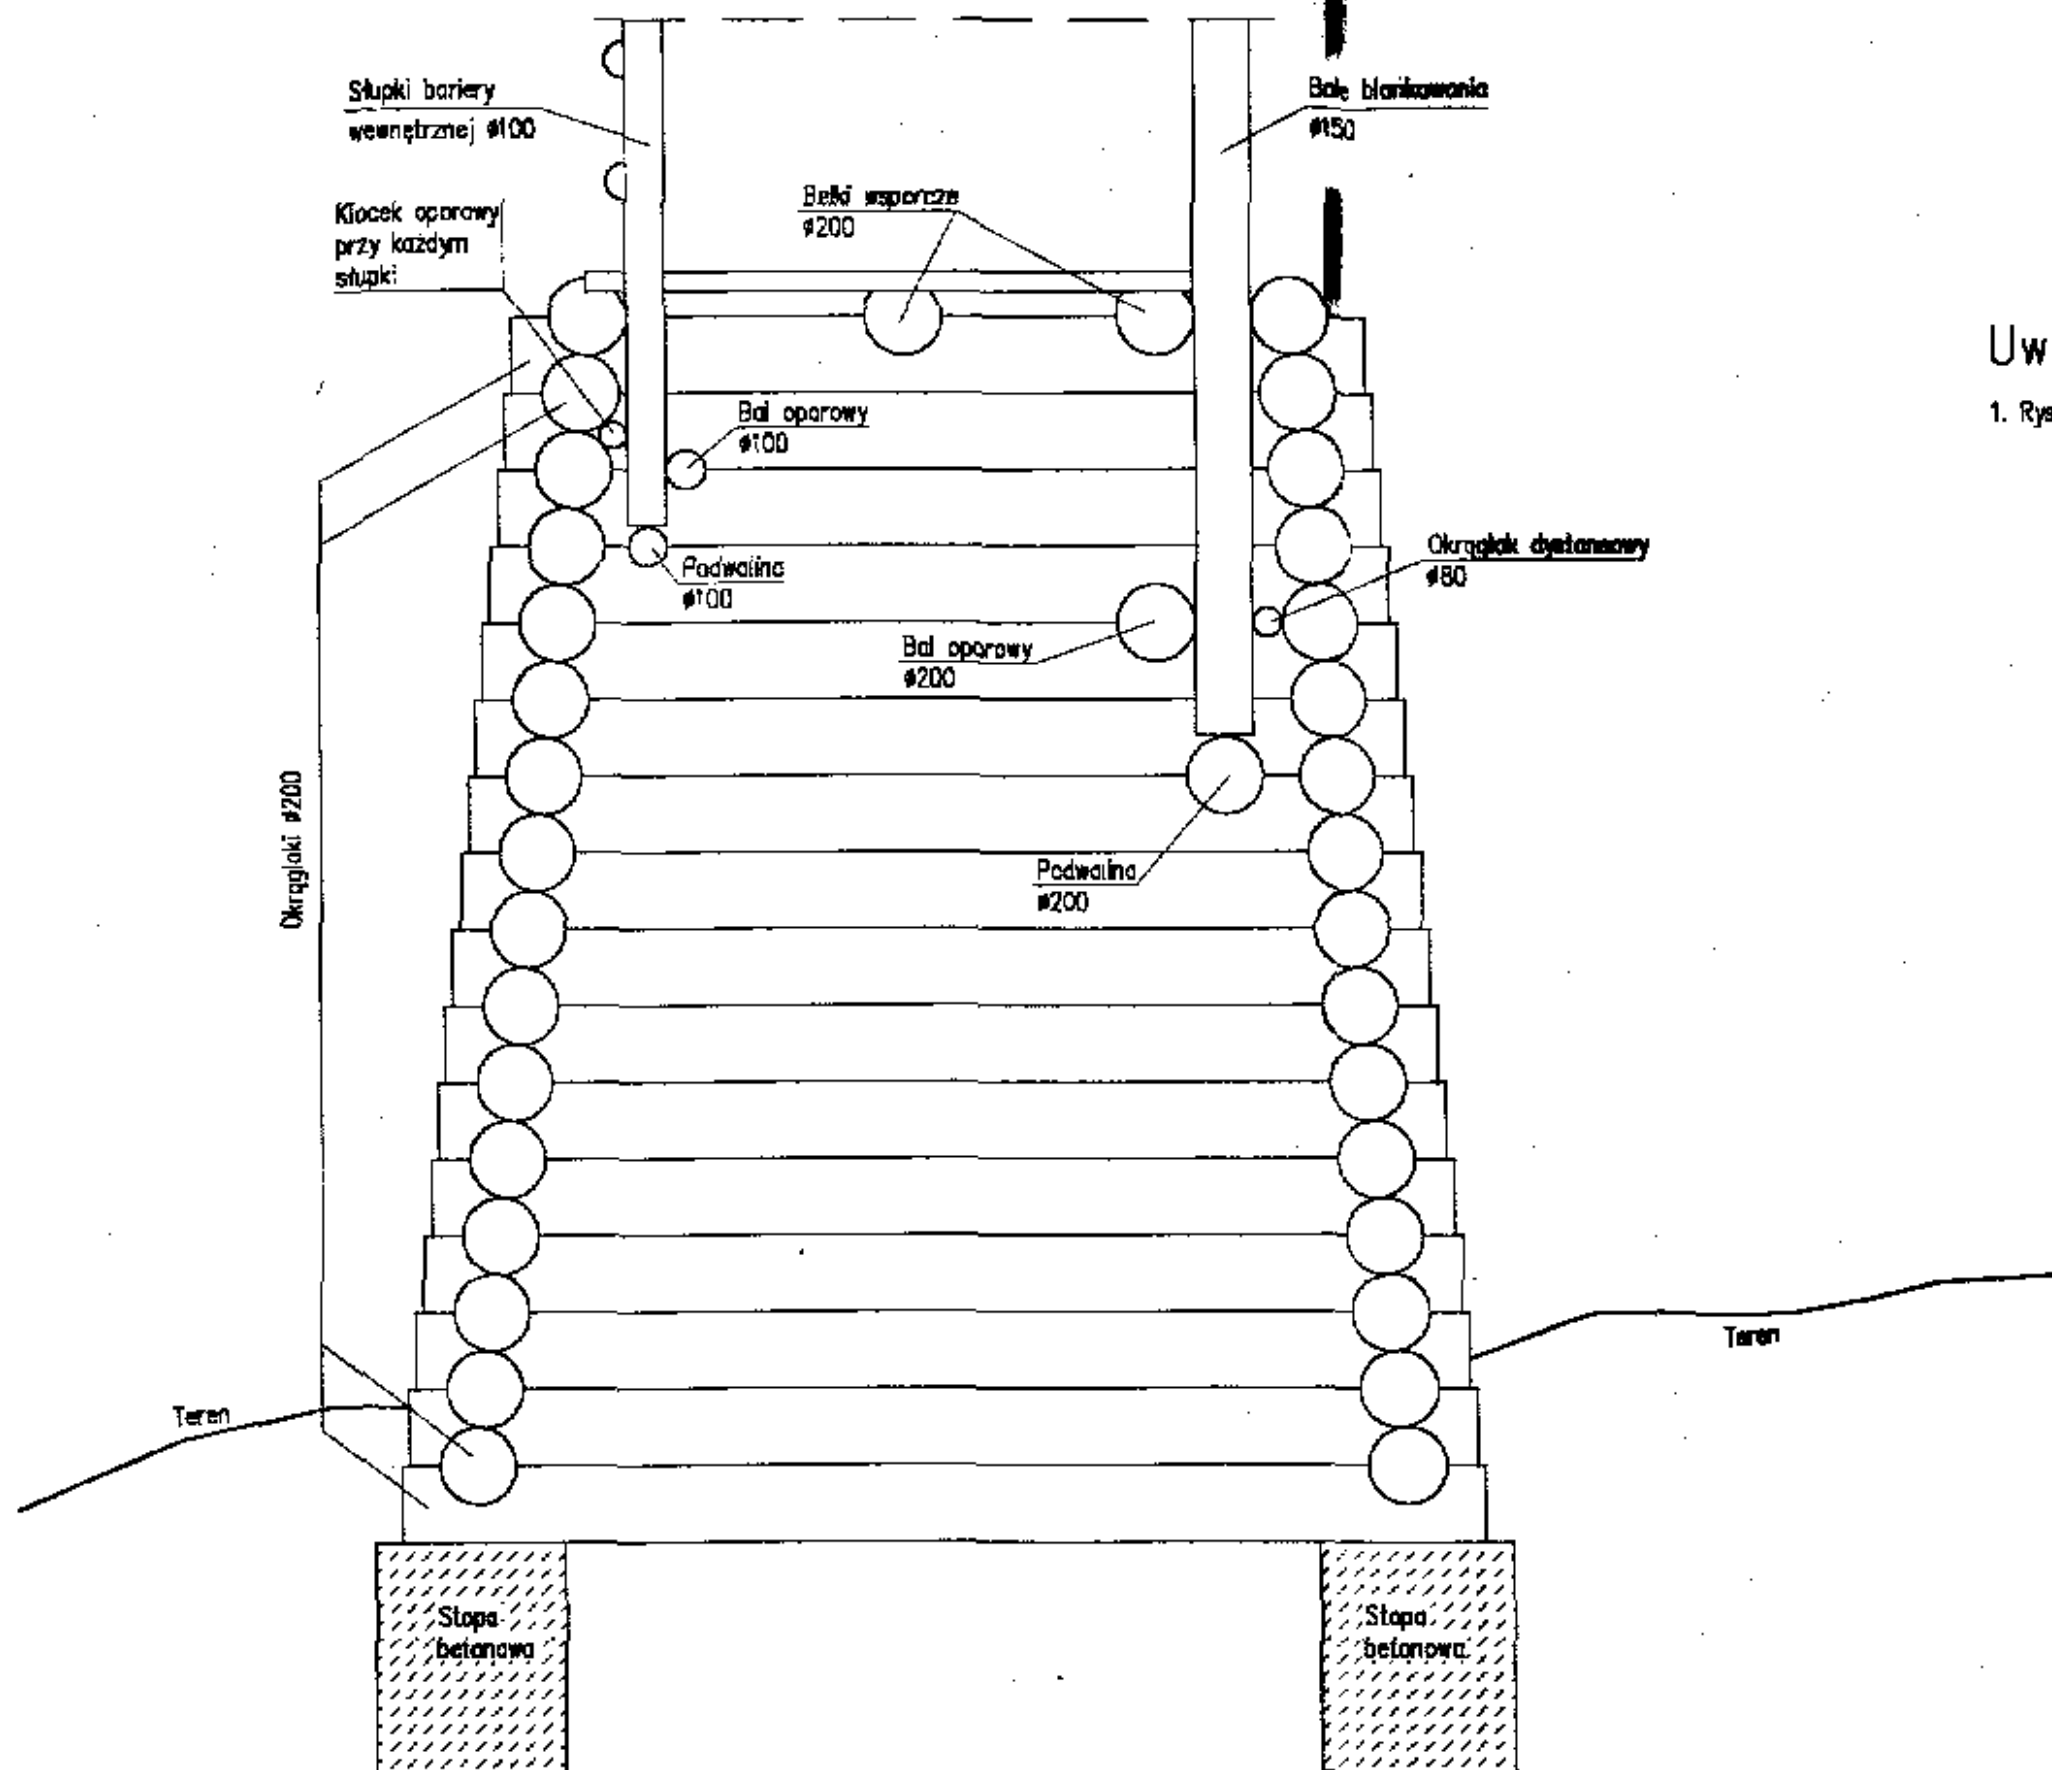 Słupki bariery
wewnętrznej ø100
Bale blankowania
ø150
Belki wsporcze
ø200
Klocek oporowy
przy każdym
słupki
Uw
1. Rys
Bal oporowy
ø100
Podwalina
ø100
Okrąglak dystansowy
ø80
Bal oporowy
ø200
Okrąglaki ø200
Podwalina
ø200
Teren
Teren
Stopa
betonowa
Stopa
betonowa